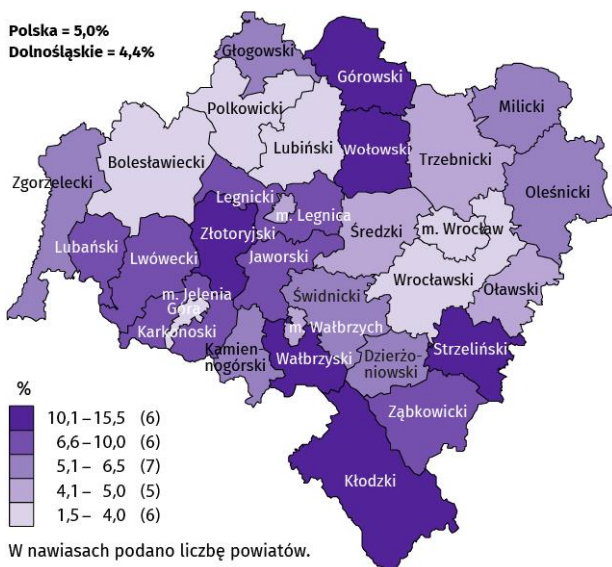 Polska = 5,0%
Dolnośląskie = 4,4%
Głogowski
Górowski
Milicki
Polkowicki
Lubiński
Wołowski
Trzebnicki
Bolesławiecki
Zgorzelecki
Oleśnicki
Legnicki
m. Legnica
Złotoryjski
Średzki
m. Wrocław
Lubański
Lwówecki
Jaworski
Wrocławski
m. Jelenia
Góra
Świdnicki
Oławski
Karkonoski
m. Wałbrzych
Kamien-
nogórski
Wałbrzyski
Dzierżo-
niowski
Strzeliński
Ząbkowicki
Kłodzki
%
10,1 – 15,5 (6)
6,6 – 10,0 (6)
5,1 – 6,5 (7)
4,1 – 5,0 (5)
1,5 – 4,0 (6)
W nawiasach podano liczbę powiatów.